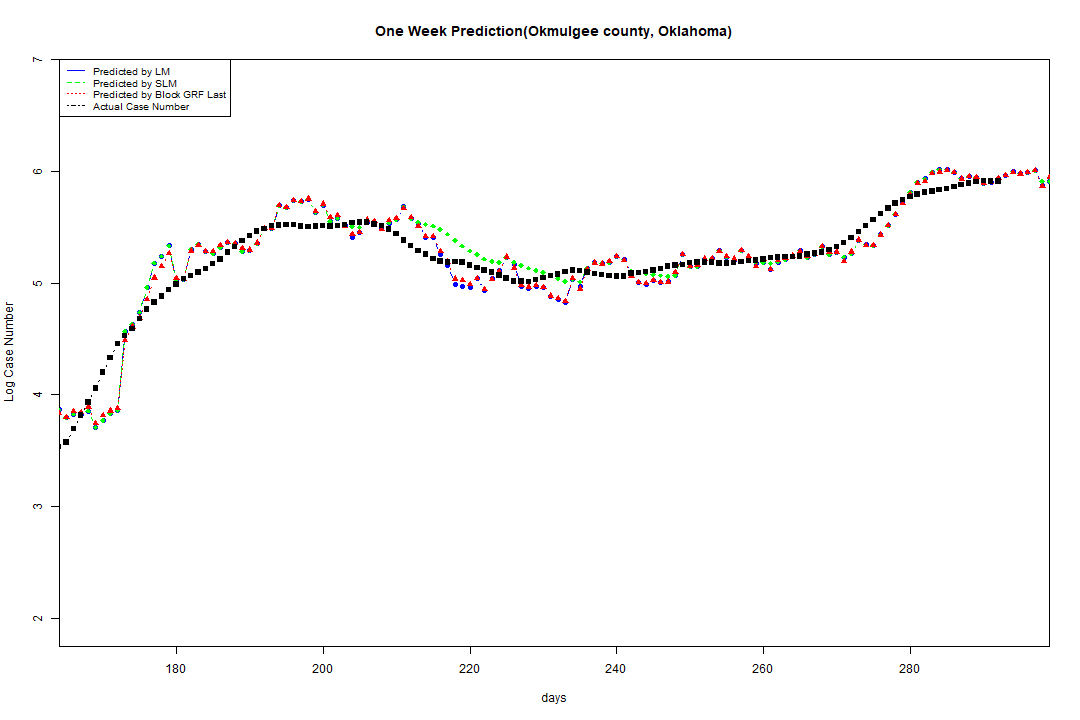 One Week Prediction(Okmulgee county, Oklahoma)
Predicted by LM
Predicted by SLM
Predicted by Block GRF Last
Actual Case Number
7
6
5
4
3
2
Log Case Number
180 200 220 240 260 280
days